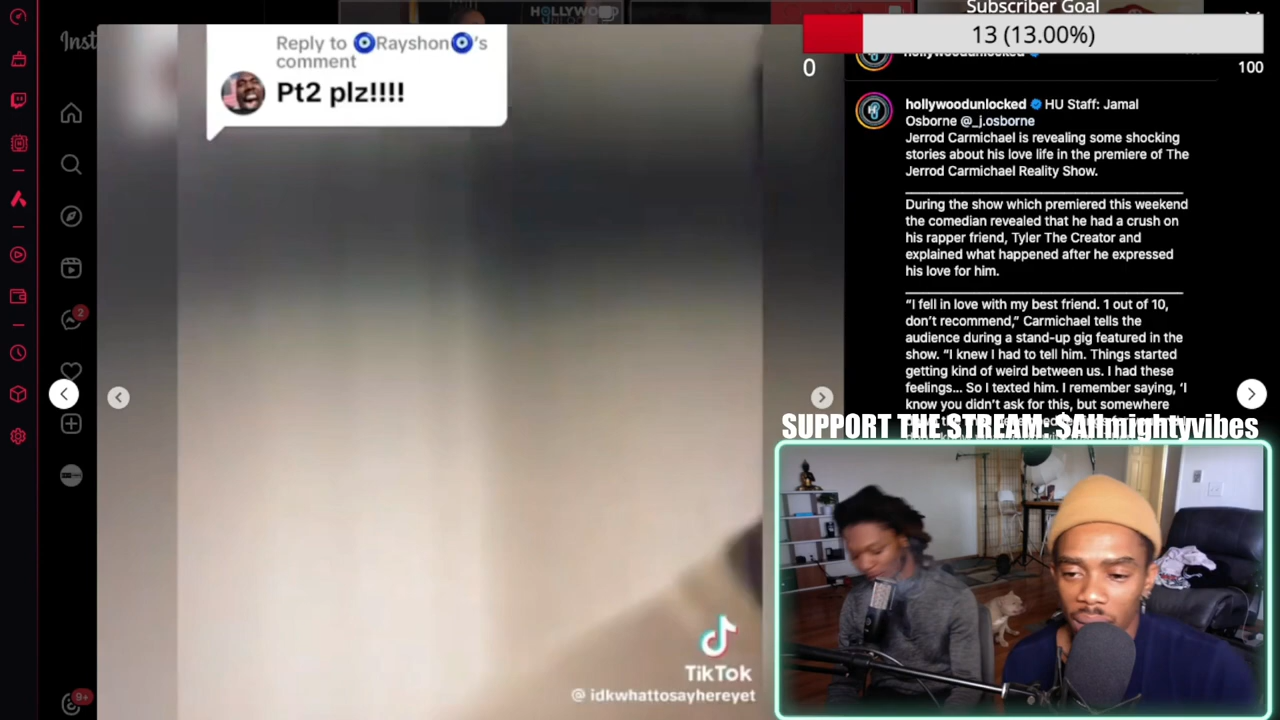 HOLLYWOOD
UNLOCKED
Subscriber Goal
13 (13.00%)
0
100
Inst
Reply to 🧿Rayshon🧿's
comment
Pt2 plz!!!!
hollywoodunlocked
hollywoodunlocked HU Staff: Jamal
Osborne @_j.osborne
Jerrod Carmichael is revealing some shocking
stories about his love life in the premiere of The
Jerrod Carmichael Reality Show.
During the show which premiered this weekend
the comedian revealed that he had a crush on
his rapper friend, Tyler The Creator and
explained what happened after he expressed
his love for him.
“I fell in love with my best friend. 1 out of 10,
don’t recommend,” Carmichael tells the
audience during a stand-up gig featured in the
show. “I knew I had to tell him. Things started
getting kind of weird between us. I had these
feelings... So I texted him. I remember saying, ‘I
know you didn’t ask for this, but somewhere
SUPPORT THE STREAM: $Allmightyvibes
2
9+
TikTok
@ idkwhattosayhereyet